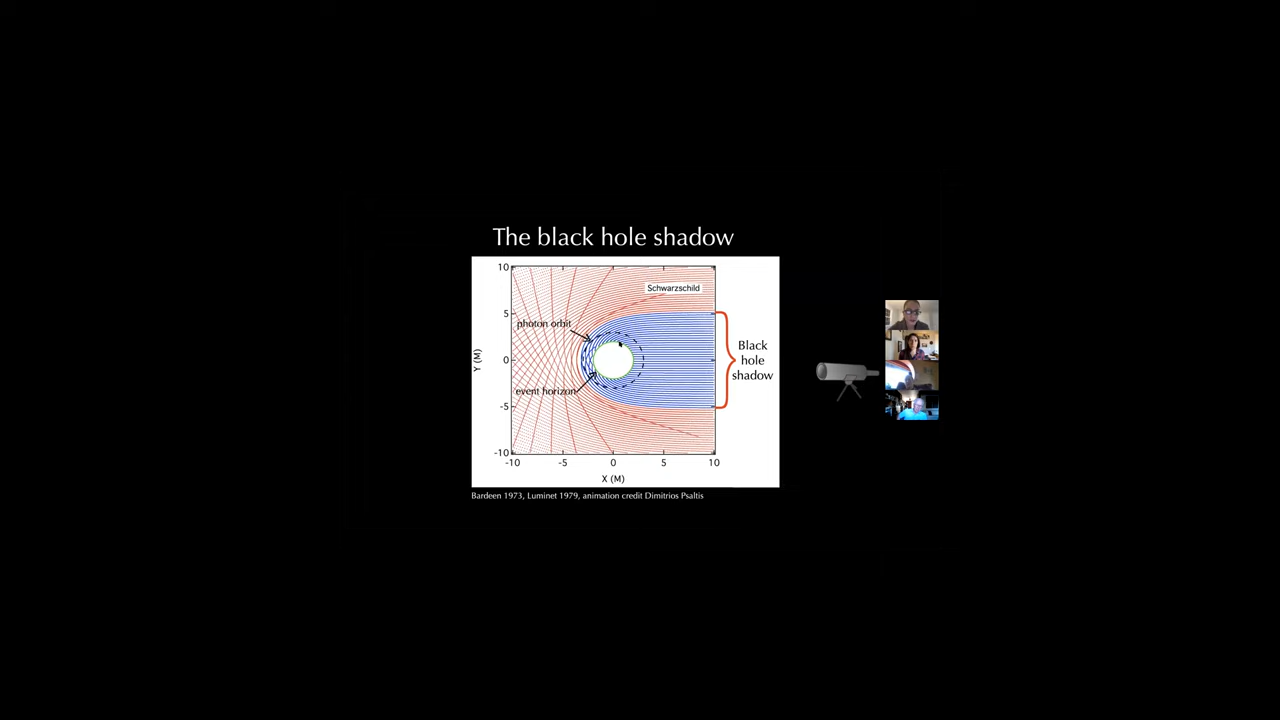 The black hole shadow
10
Schwarzschild
5
photon orbit
Black
hole
shadow
Y (M)
0
event horizon
-5
-10
-10 -5 0 5 10
X (M)
Bardeen 1973, Luminet 1979, animation credit Dimitrios Psaltis